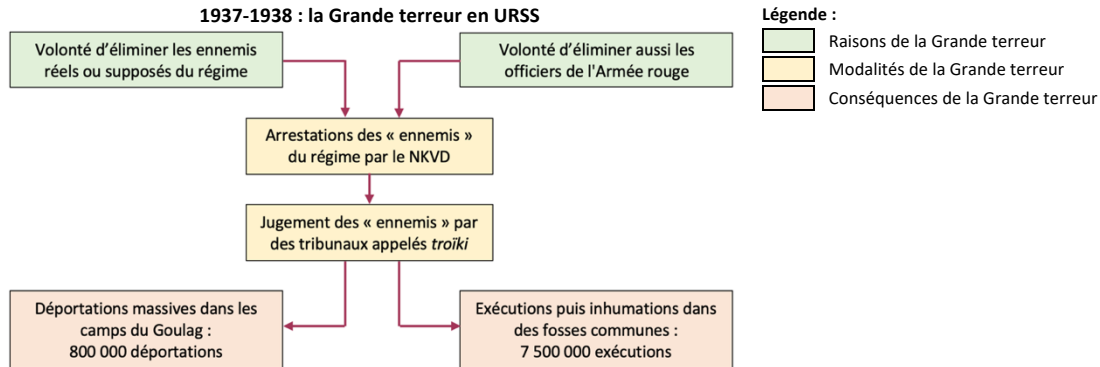 1937-1938 : la Grande terreur en URSS
Volonté d'éliminer les ennemis
réels ou supposés du régime
Volonté d'éliminer aussi les
officiers de l'Armée rouge
Arrestations des « ennemis »
du régime par le NKVD
Jugement des « ennemis » par
des tribunaux appelés troïki
Déportations massives dans les
camps du Goulag :
800 000 déportations
Exécutions puis inhumations dans
des fosses communes :
7 500 000 exécutions
Légende :
Raisons de la Grande terreur
Modalités de la Grande terreur
Conséquences de la Grande terreur